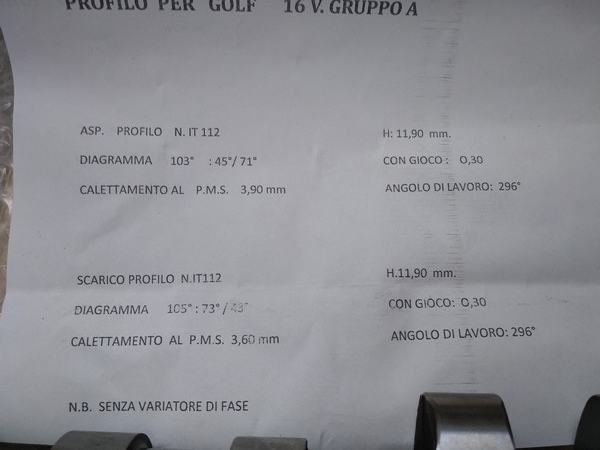 PROFILO PER GOLF 16 V. GRUPPO A
ASP. PROFILO N. IT 112 H: 11,90 mm.
DIAGRAMMA 103° : 45°/ 71° CON GIOCO : 0,30
CALETTAMENTO AL P.M.S. 3,90 mm ANGOLO DI LAVORO: 296°
SCARICO PROFILO N.IT112 H.11,90 mm.
DIAGRAMMA 105° : 73° / 43° CON GIOCO: 0,30
CALETTAMENTO AL P.M.S. 3,60 mm ANGOLO DI LAVORO: 296°
N.B. SENZA VARIATORE DI FASE